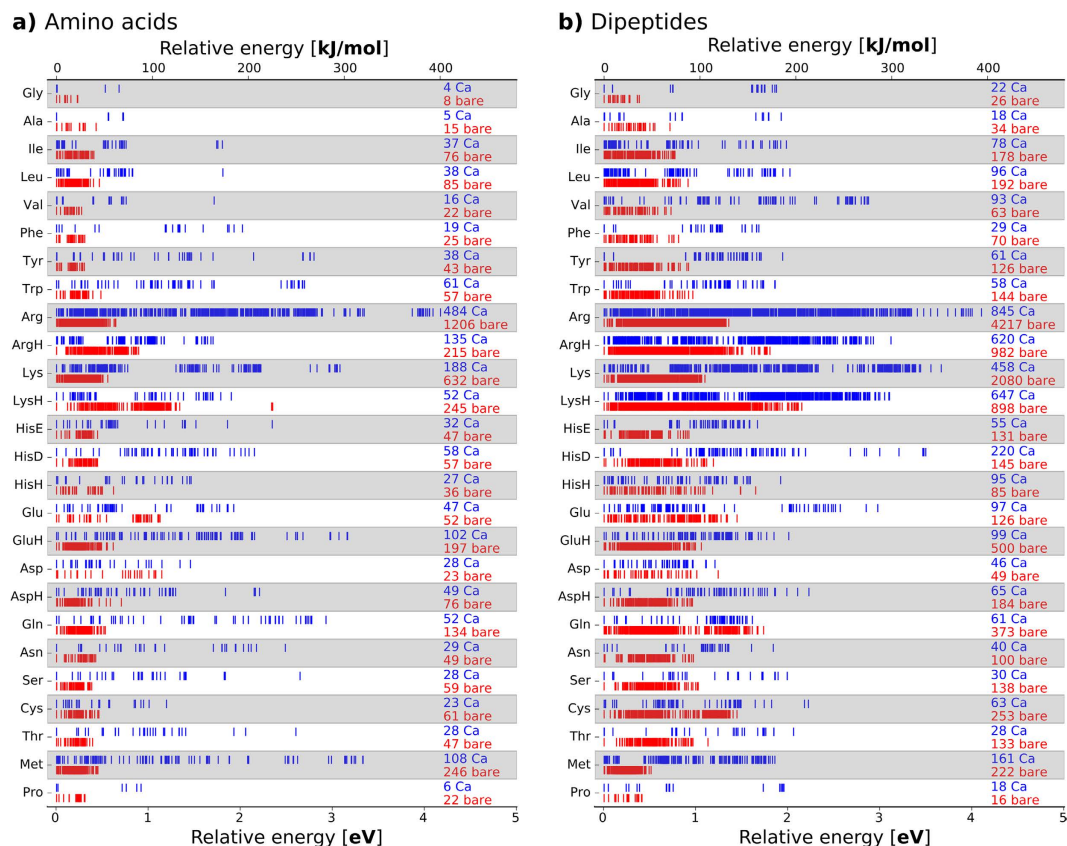 a) Amino acids
Relative energy [kJ/mol]
0 100 200 300 400
Gly 4 Ca
8 bare
Ala 5 Ca
15 bare
Ile 37 Ca
76 bare
Leu 38 Ca
85 bare
Val 16 Ca
22 bare
Phe 19 Ca
25 bare
Tyr 38 Ca
43 bare
Trp 61 Ca
57 bare
Arg 484 Ca
1206 bare
ArgH 135 Ca
215 bare
Lys 188 Ca
632 bare
LysH 52 Ca
245 bare
HisE 32 Ca
47 bare
HisD 58 Ca
57 bare
HisH 27 Ca
36 bare
Glu 47 Ca
52 bare
GluH 102 Ca
197 bare
Asp 28 Ca
23 bare
AspH 49 Ca
76 bare
Gln 52 Ca
134 bare
Asn 29 Ca
49 bare
Ser 28 Ca
59 bare
Cys 23 Ca
61 bare
Thr 28 Ca
47 bare
Met 108 Ca
246 bare
Pro 6 Ca
22 bare
0 1 2 3 4 5
Relative energy [eV]
b) Dipeptides
Relative energy [kJ/mol]
0 100 200 300 400
Gly 22 Ca
26 bare
Ala 18 Ca
34 bare
Ile 78 Ca
178 bare
Leu 96 Ca
192 bare
Val 93 Ca
63 bare
Phe 29 Ca
70 bare
Tyr 61 Ca
126 bare
Trp 58 Ca
144 bare
Arg 845 Ca
4217 bare
ArgH 620 Ca
982 bare
Lys 458 Ca
2080 bare
LysH 647 Ca
898 bare
HisE 55 Ca
131 bare
HisD 220 Ca
145 bare
HisH 95 Ca
85 bare
Glu 97 Ca
126 bare
GluH 99 Ca
500 bare
Asp 46 Ca
49 bare
AspH 65 Ca
184 bare
Gln 61 Ca
373 bare
Asn 40 Ca
100 bare
Ser 30 Ca
138 bare
Cys 63 Ca
253 bare
Thr 28 Ca
133 bare
Met 161 Ca
222 bare
Pro 18 Ca
16 bare
0 1 2 3 4 5
Relative energy [eV]